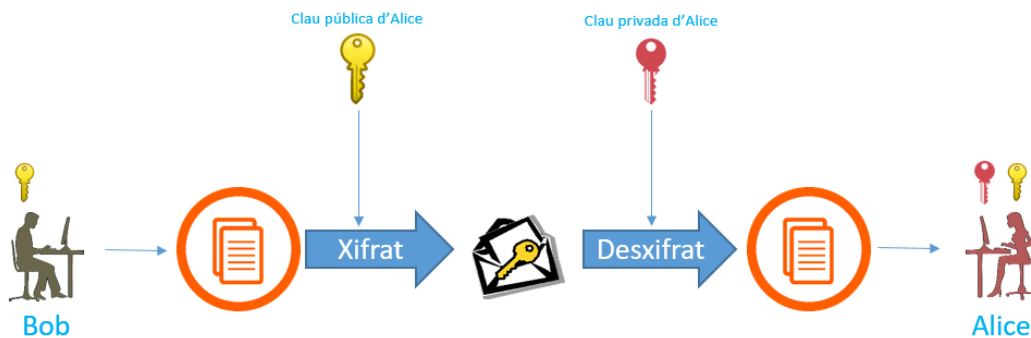 Clau pública d’Alice
Clau privada d’Alice
Xifrat
Desxifrat
Bob
Alice